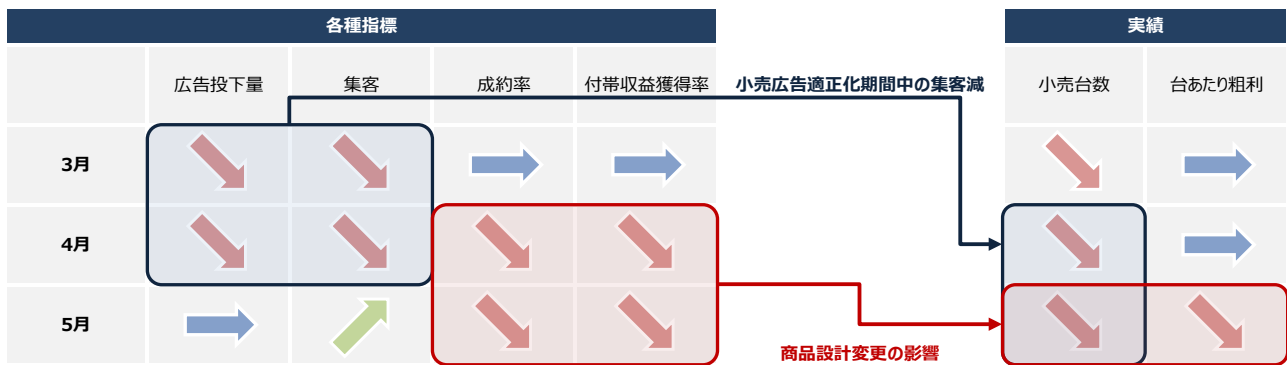 各種指標
実績
広告投下量
集客
成約率
付帯収益獲得率
小売広告適正化期間中の集客減
小売台数
台あたり粗利
3月
4月
5月
商品設計変更の影響